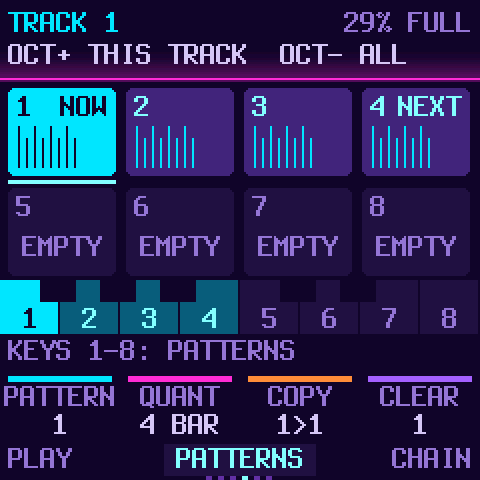 TRACK 1 29% FULL
OCT+ THIS TRACK OCT- ALL
1 NOW 2 3 4 NEXT
5 6 7 8
EMPTY EMPTY EMPTY EMPTY
1 2 3 4 5 6 7 8
KEYS 1-8: PATTERNS
PATTERN QUANT COPY CLEAR
1 4 BAR 1>1 1
PLAY PATTERNS CHAIN